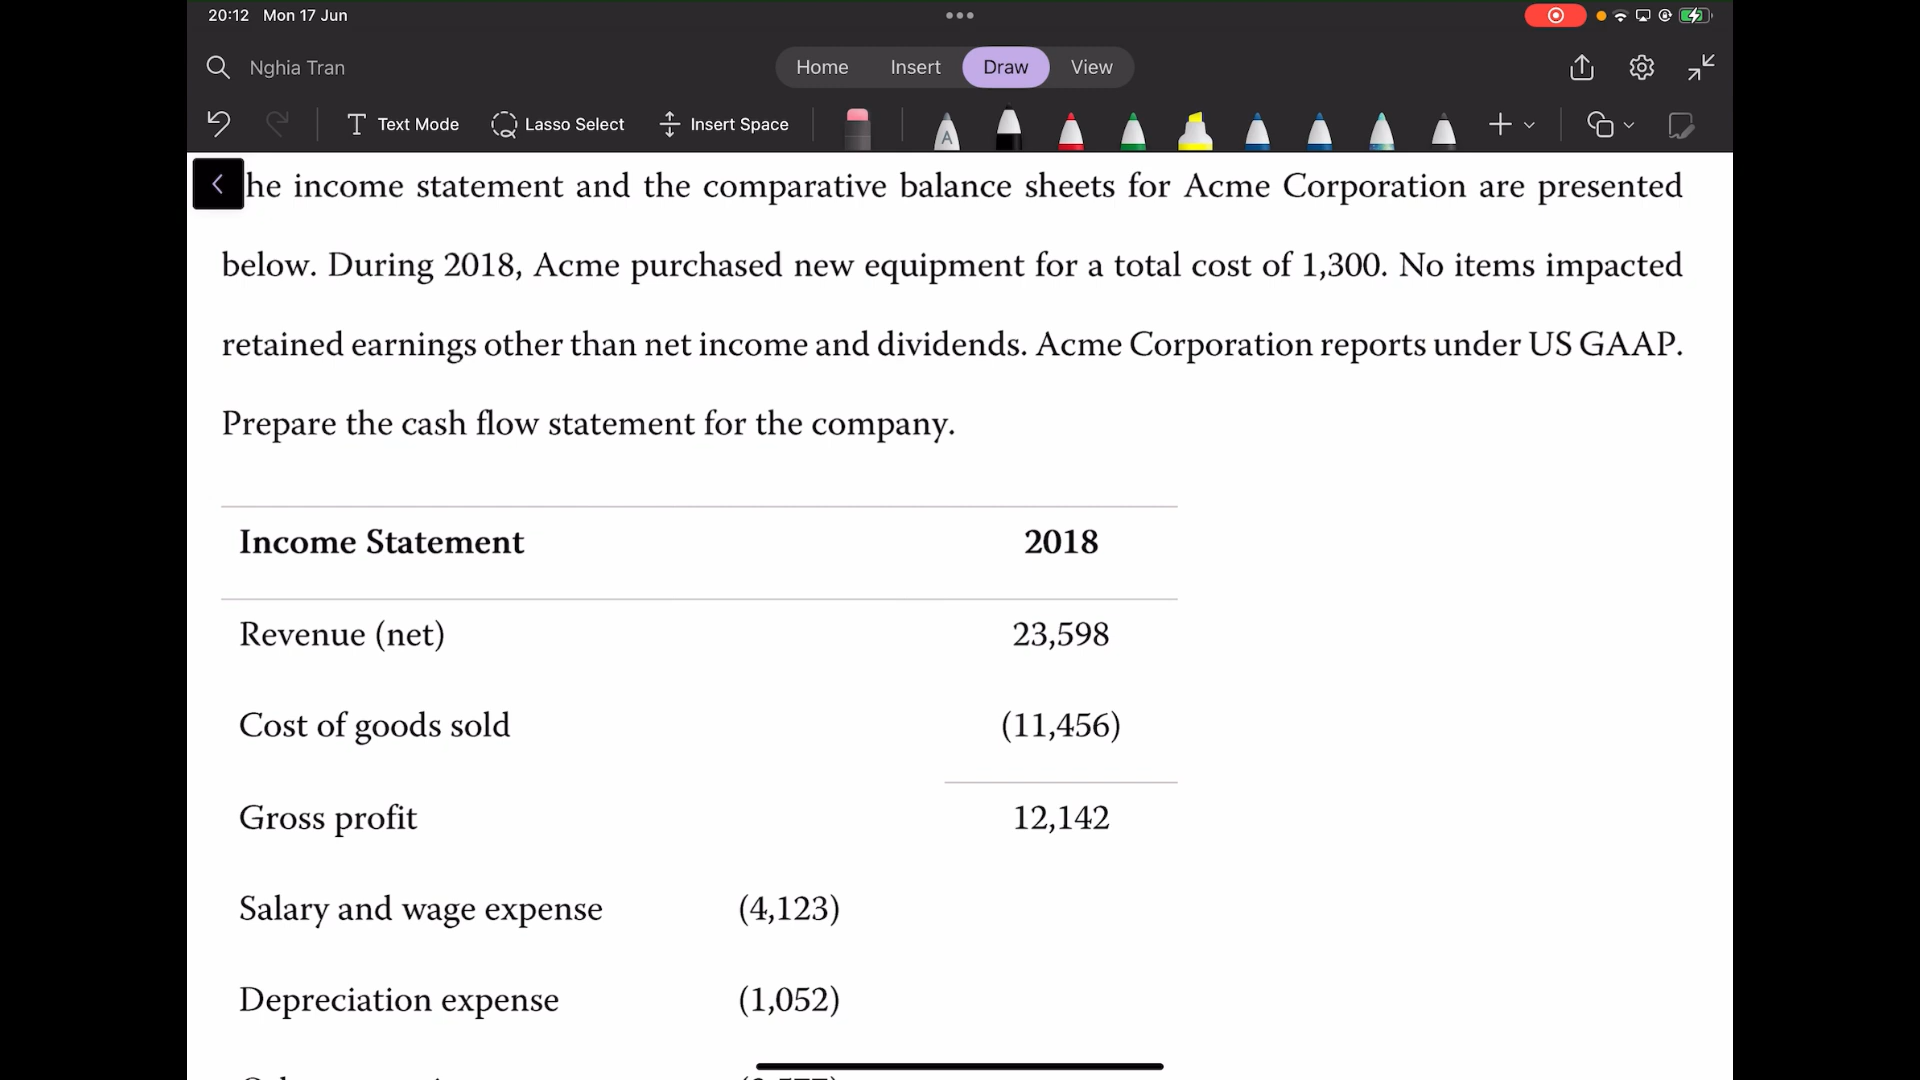 20:12 Mon 17 Jun
Nghia Tran
Home Insert Draw View
Text Mode Lasso Select Insert Space
A
he income statement and the comparative balance sheets for Acme Corporation are presented
below. During 2018, Acme purchased new equipment for a total cost of 1,300. No items impacted
retained earnings other than net income and dividends. Acme Corporation reports under US GAAP.
Prepare the cash flow statement for the company.
Income Statement 2018
Revenue (net) 23,598
Cost of goods sold (11,456)
Gross profit 12,142
Salary and wage expense (4,123)
Depreciation expense (1,052)